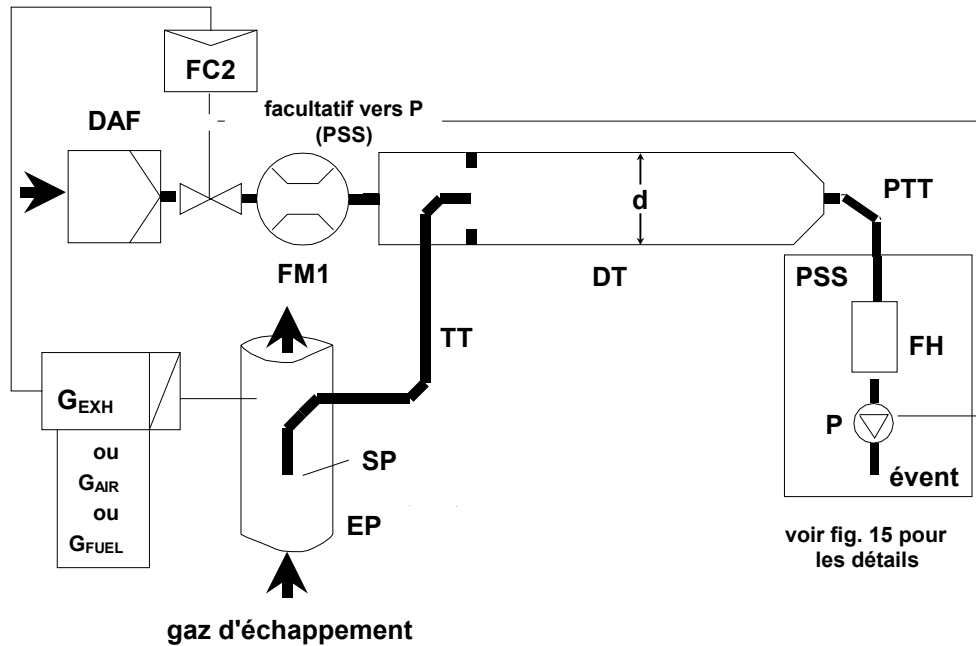 FC2
DAF
facultatif vers P
(PSS)
d
PTT
FM1
DT
PSS
TT
FH
GEXH
P
ou
GAIR
ou
GFUEL
SP
évent
EP
voir fig. 15 pour
les détails
gaz d'échappement